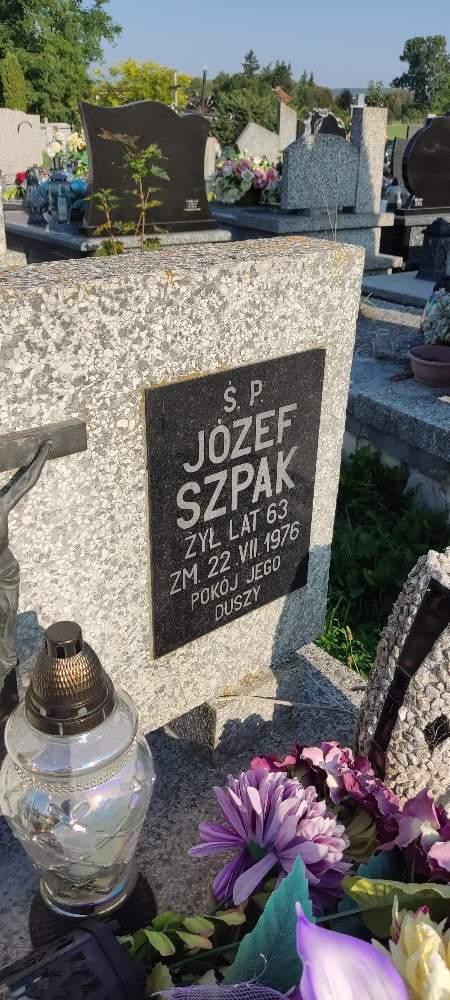 Ś. P.
JÓZEF
SZPAK
ŻYŁ LAT 63
ZM. 22. VII. 1976
POKÓJ JEGO
DUSZY